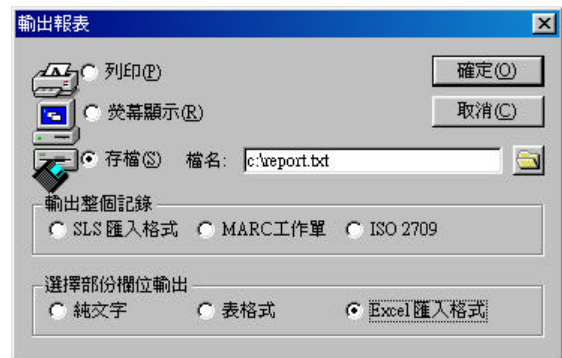 輸出報表
列印(P)
確定(O)
熒幕顯示(R)
取消(C)
存檔(S) 檔名: c:\report.txt
輸出整個記錄
SLS 匯入格式 MARC工作單 ISO 2709
選擇部份欄位輸出
純文字 表格式 Excel 匯入格式